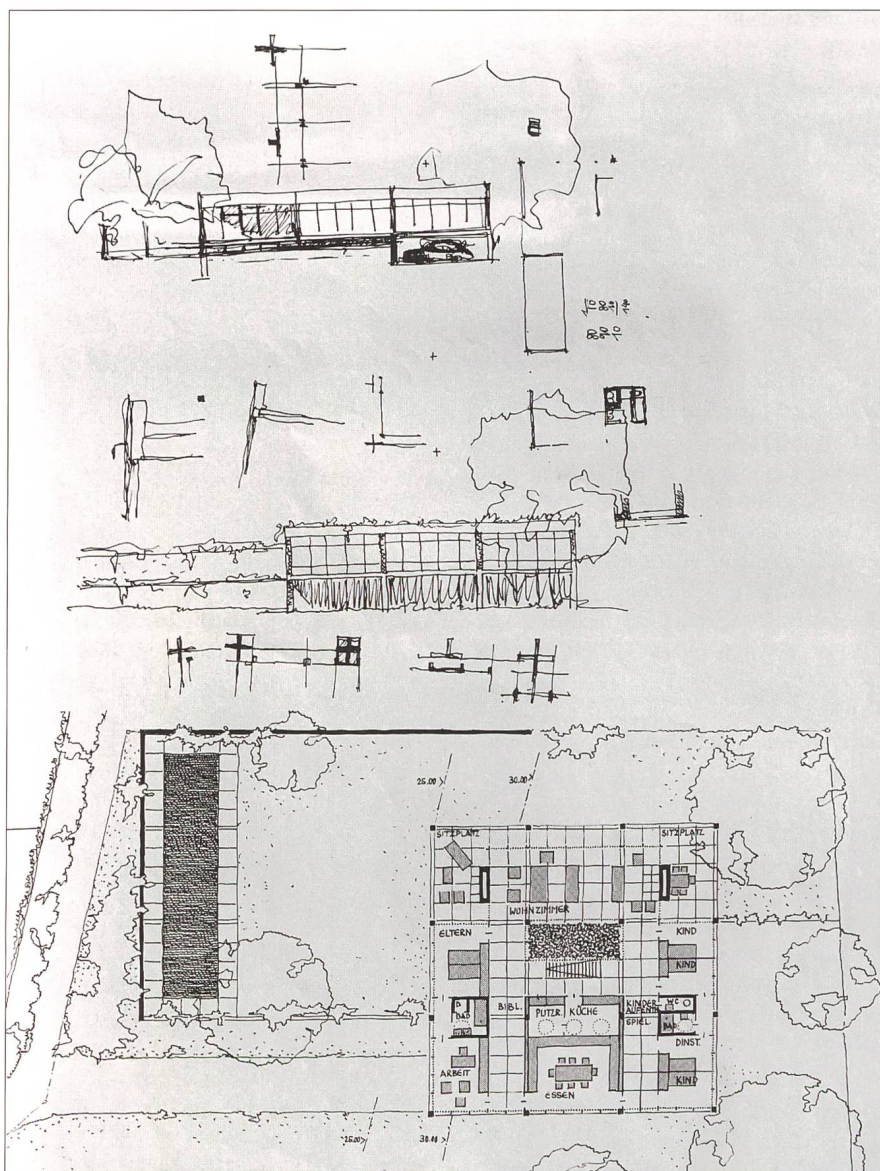 25.00
30.00
SITZPLATZ
SITZPLATZ
WOHNZIMMER
ELTERN
KIND
KIND
BAD
BIBL.
PUTZR.
KÜCHE
KINDER
AUFENTH.
SPIEL
WC
BAD
DINST.
ARBEIT
ESSEN
KIND
25.00
30.00